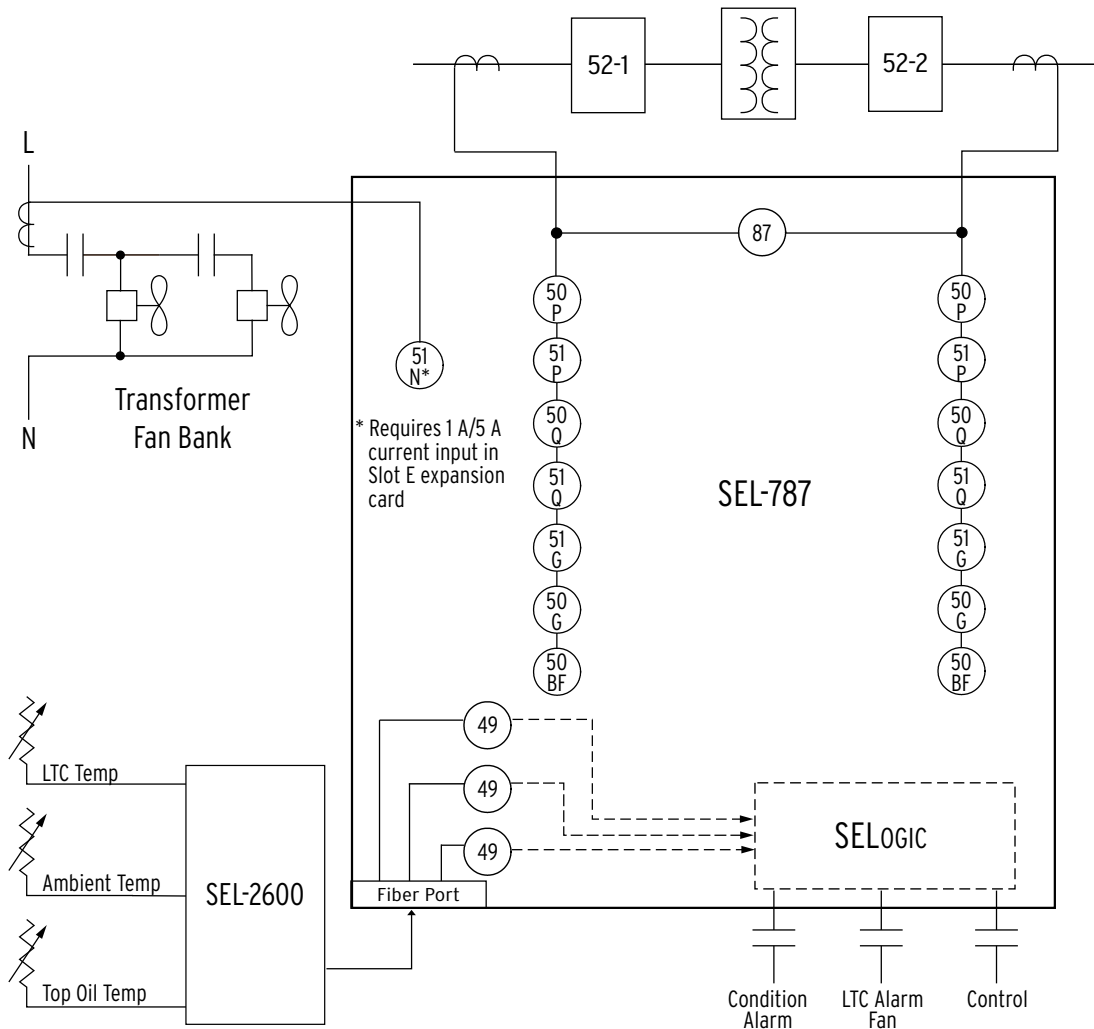 52-1
52-2
L
87
50
P
50
P
51
N*
51
P
51
P
Transformer
Fan Bank
N
* Requires 1 A/5 A
current input in
Slot E expansion
card
50
Q
50
Q
51
Q
SEL-787
51
Q
51
G
51
G
50
G
50
G
50
BF
50
BF
49
LTC Temp
49
SELOGIC
49
Ambient Temp
SEL-2600
Fiber Port
Top Oil Temp
Condition
Alarm
LTC Alarm
Fan
Control